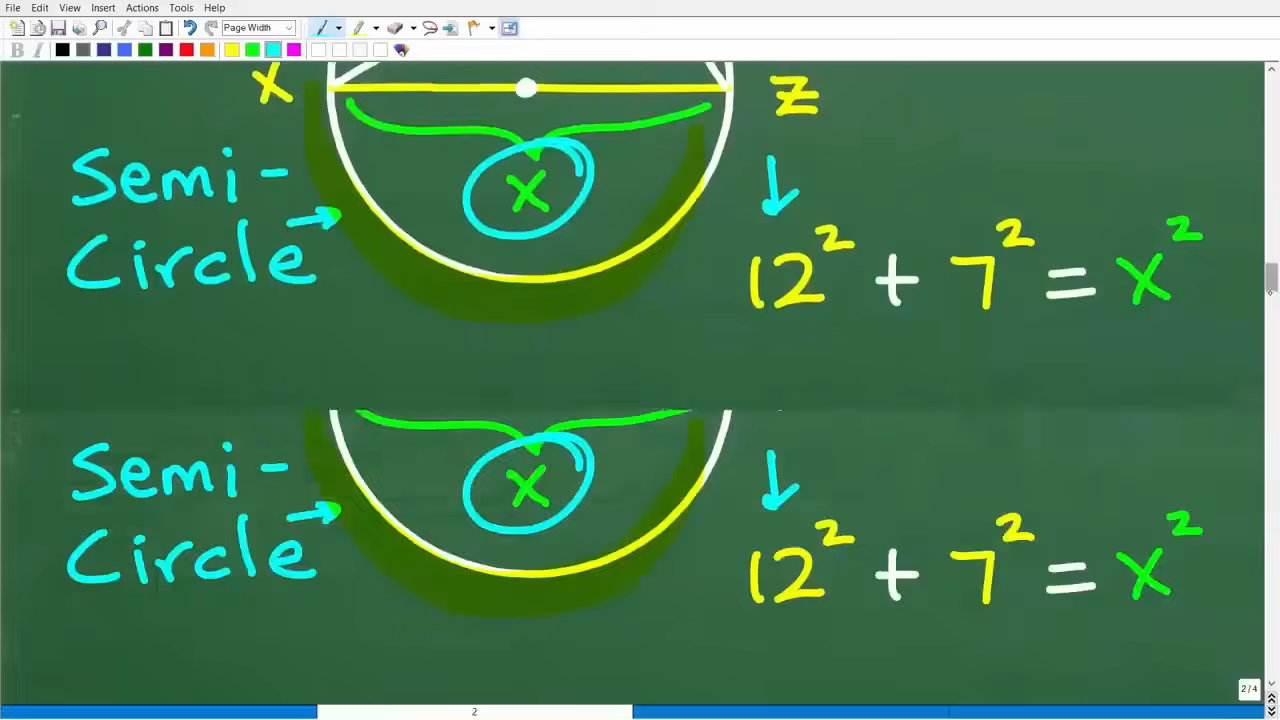 File Edit View Insert Actions Tools Help
Page Width
B I
X Z
Semi-
Circle →
X
12² + 7² = x²
Semi-
Circle →
X
12² + 7² = x²
2/4
2